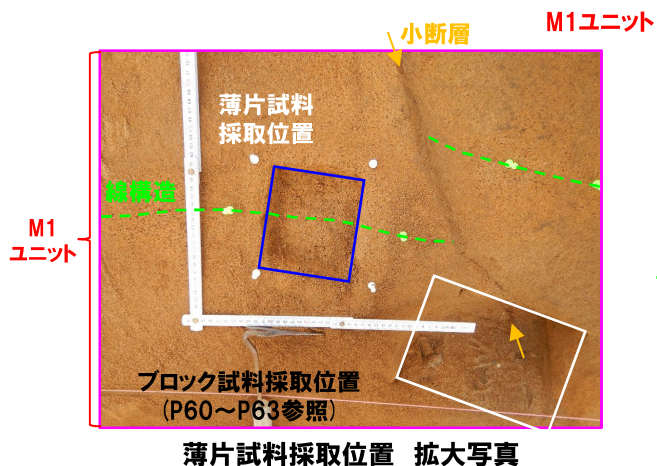 M1ユニット
小断層
薄片試料
採取位置
線構造
M1
ユニット
ブロック試料採取位置
(P60～P63参照)
薄片試料採取位置 拡大写真